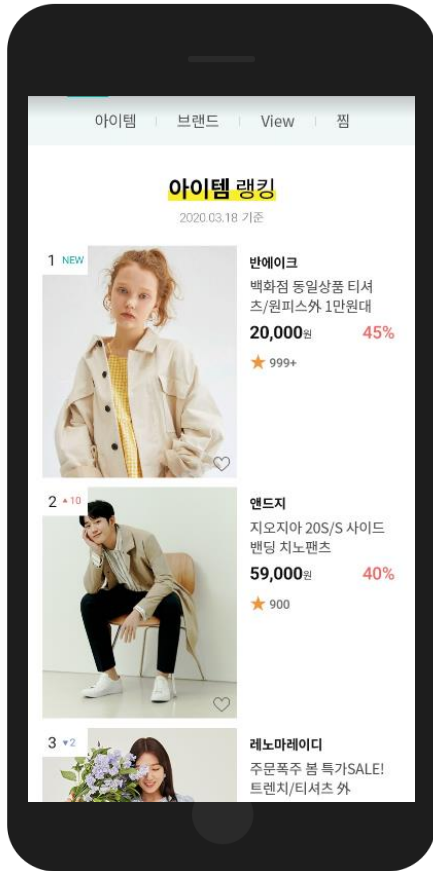 아이템 브랜드 View 찜
아이템 랭킹
2020.03.18 기준
1 NEW
반에이크
백화점 동일상품 티셔
츠/원피스外 1만원대
20,000원 45%
★ 999+
2 ▲10
앤드지
지오지아 20S/S 사이드
밴딩 치노팬츠
59,000원 40%
★ 900
3 ▼2
레노마레이디
주문폭주 봄 특가SALE!
트렌치/티셔츠 外